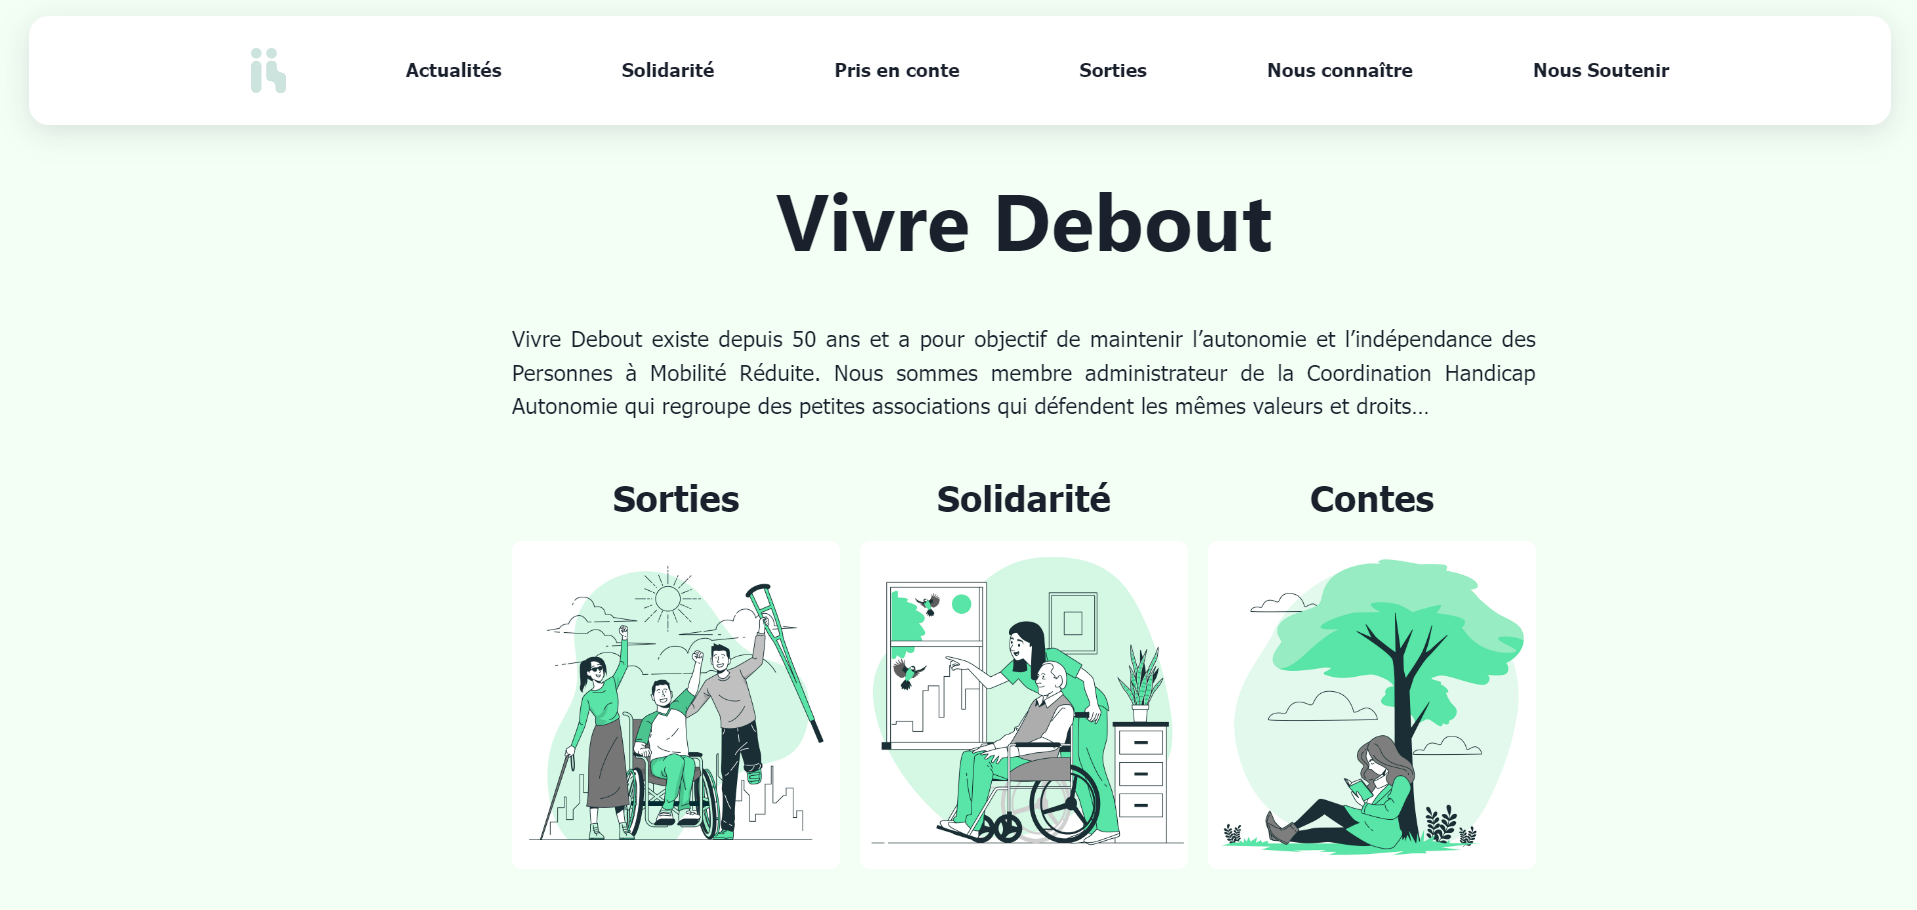 Actualités
Solidarité
Pris en conte
Sorties
Nous connaître
Nous Soutenir
Vivre Debout
Vivre Debout existe depuis 50 ans et a pour objectif de maintenir l’autonomie et l’indépendance des
Personnes à Mobilité Réduite. Nous sommes membre administrateur de la Coordination Handicap
Autonomie qui regroupe des petites associations qui défendent les mêmes valeurs et droits…
Sorties
Solidarité
Contes